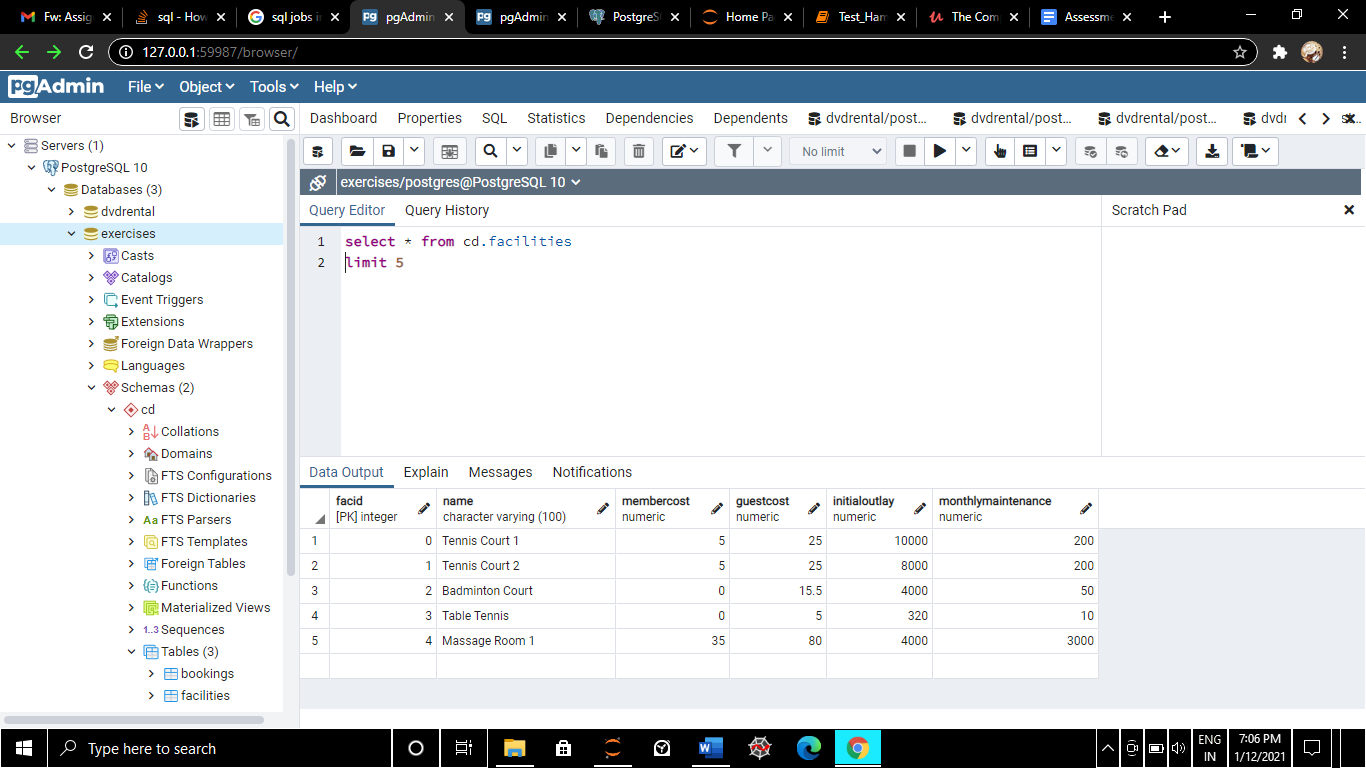 Fw: Assig
sql - How
sql jobs i
pgAdmin
pgAdmin
PostgreS
Home Pa
Test_Ham
The Com
Assessme
127.0.0.1:59987/browser/
pgAdmin File Object Tools Help
Browser
Dashboard Properties SQL Statistics Dependencies Dependents dvdrental/post... dvdrental/post... dvdrental/post... dvdr s...
No limit
exercises/postgres@PostgreSQL 10
Query Editor Query History
Scratch Pad
1 select * from cd.facilities
2 limit 5
Servers (1)
PostgreSQL 10
Databases (3)
dvdrental
exercises
Casts
Catalogs
Event Triggers
Extensions
Foreign Data Wrappers
Languages
Schemas (2)
cd
Collations
Domains
FTS Configurations
FTS Dictionaries
Aa FTS Parsers
FTS Templates
Foreign Tables
Functions
Materialized Views
1..3 Sequences
Tables (3)
bookings
facilities
Data Output Explain Messages Notifications
facid name membercost guestcost initialoutlay monthlymaintenance
[PK] integer character varying (100) numeric numeric numeric numeric
1 0 Tennis Court 1 5 25 10000 200
2 1 Tennis Court 2 5 25 8000 200
3 2 Badminton Court 0 15.5 4000 50
4 3 Table Tennis 0 5 320 10
5 4 Massage Room 1 35 80 4000 3000
Type here to search
ENG
IN
7:06 PM
1/12/2021